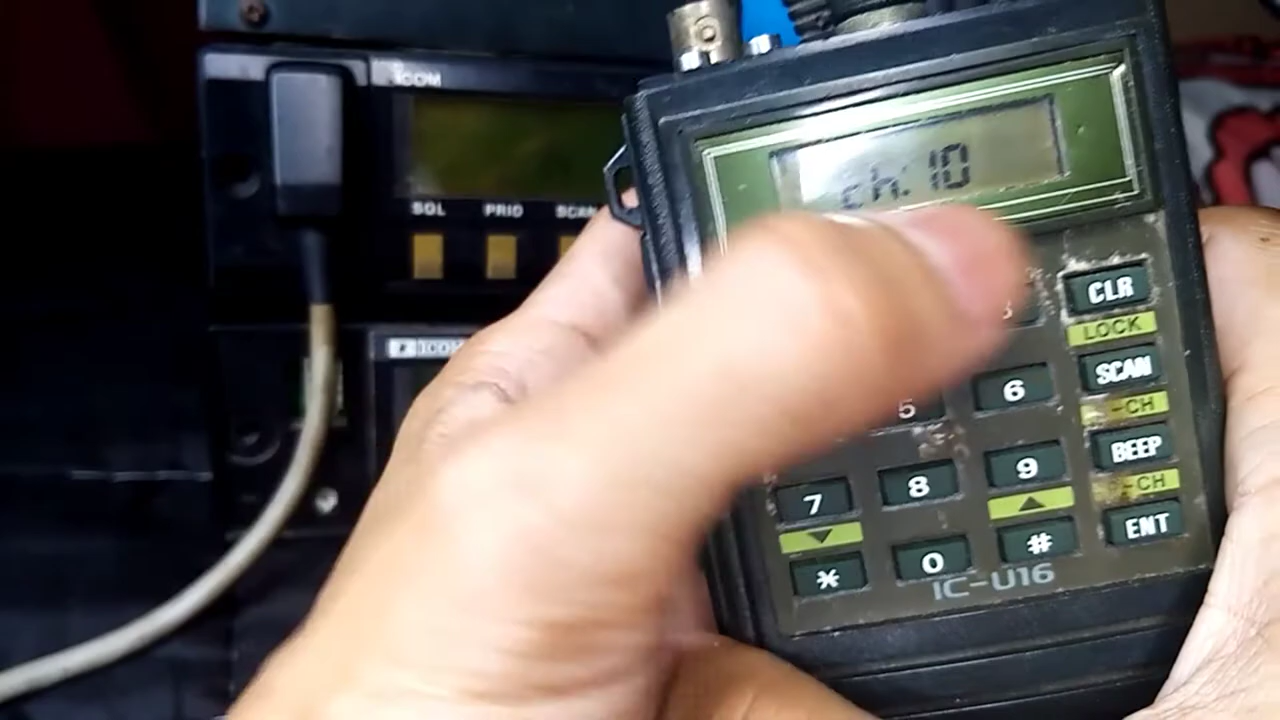 ICOM
SQL PRIO SCAN
ICOM
ch: 10
CLR
LOCK
5 6 SCAN
-CH
7 8 9 BEEP
-CH
* 0 # ENT
IC-U16